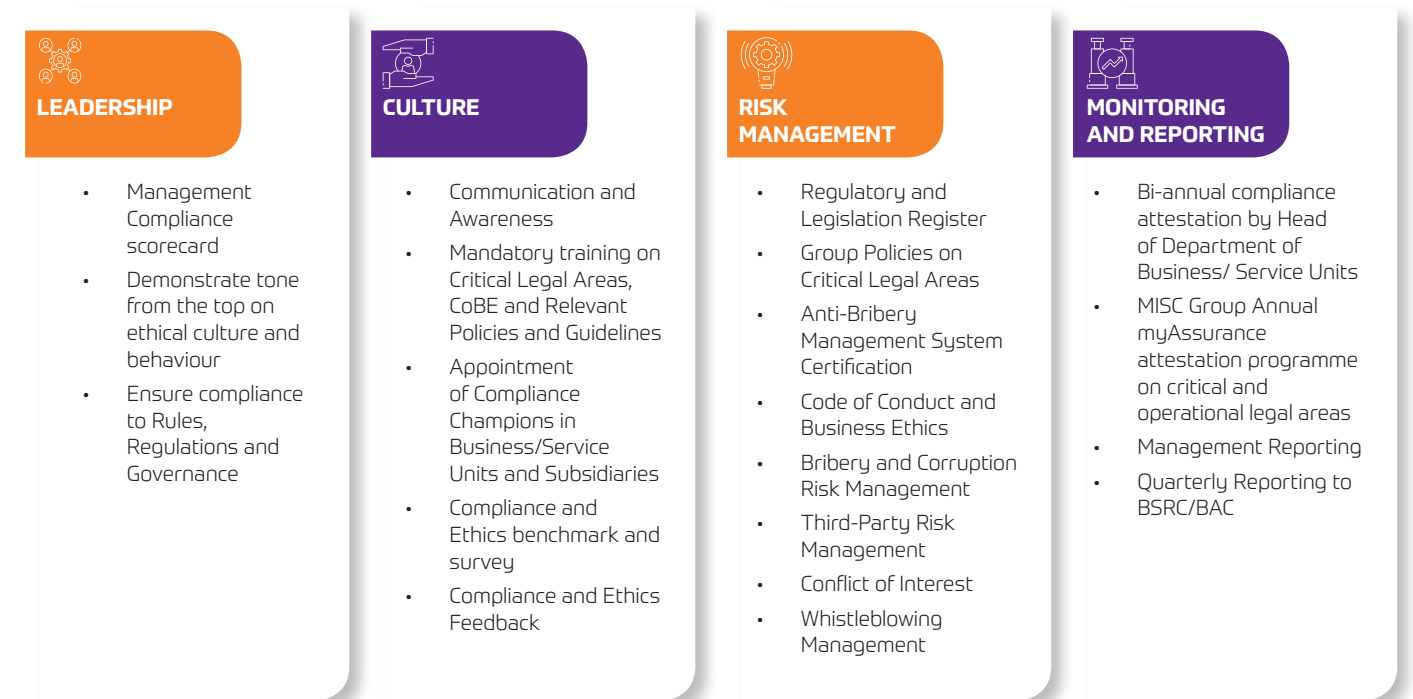 LEADERSHIP
• Management
Compliance
scorecard
• Demonstrate tone
from the top on
ethical culture and
behaviour
• Ensure compliance
to Rules,
Regulations and
Governance
CULTURE
• Communication and
Awareness
• Mandatory training on
Critical Legal Areas,
CoBE and Relevant
Policies and Guidelines
• Appointment
of Compliance
Champions in
Business/Service
Units and Subsidiaries
• Compliance and
Ethics benchmark and
survey
• Compliance and Ethics
Feedback
RISK
MANAGEMENT
• Regulatory and
Legislation Register
• Group Policies on
Critical Legal Areas
• Anti-Bribery
Management System
Certification
• Code of Conduct and
Business Ethics
• Bribery and Corruption
Risk Management
• Third-Party Risk
Management
• Conflict of Interest
• Whistleblowing
Management
MONITORING
AND REPORTING
• Bi-annual compliance
attestation by Head
of Department of
Business/ Service Units
• MISC Group Annual
myAssurance
attestation programme
on critical and
operational legal areas
• Management Reporting
• Quarterly Reporting to
BSRC/BAC